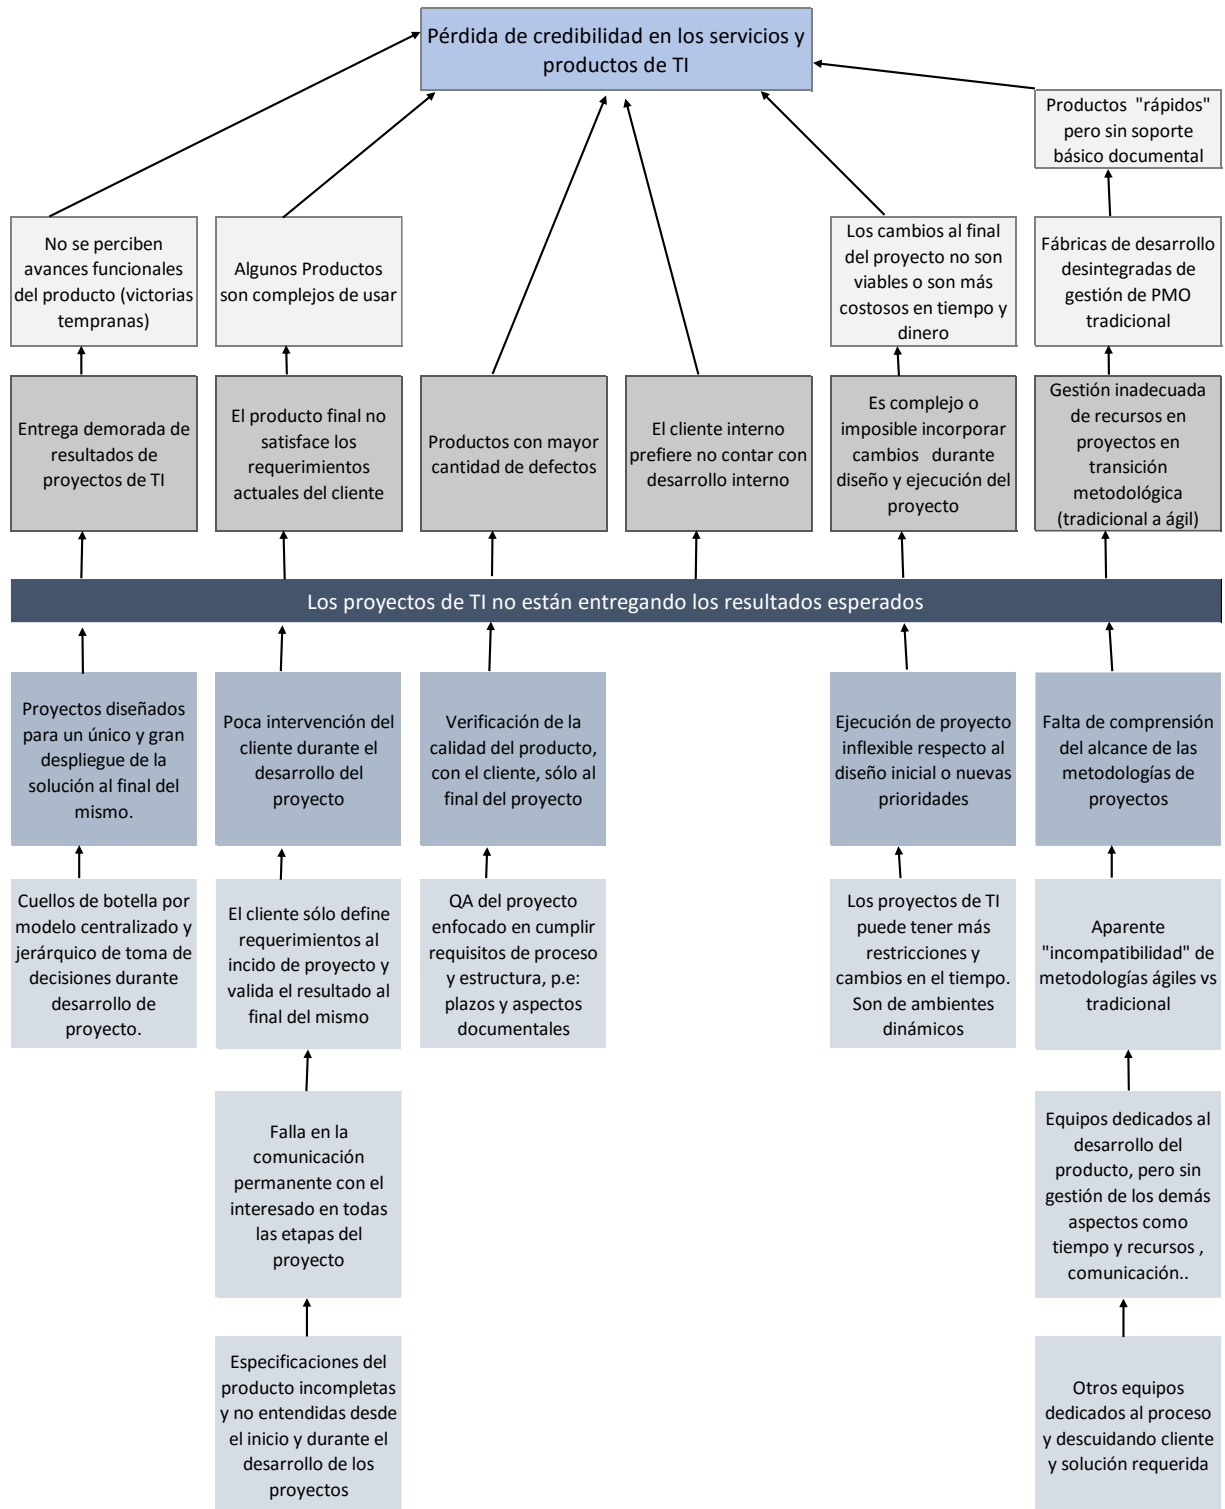 Pérdida de credibilidad en los servicios y
productos de TI
Productos "rápidos"
pero sin soporte
básico documental
No se perciben
avances funcionales
del producto (victorias
tempranas)
Algunos Productos
son complejos de usar
Los cambios al final
del proyecto no son
viables o son más
costosos en tiempo y
dinero
Fábricas de desarrollo
desintegradas de
gestión de PMO
tradicional
Entrega demorada de
resultados de
proyectos de TI
El producto final no
satisface los
requerimientos
actuales del cliente
Productos con mayor
cantidad de defectos
El cliente interno
prefiere no contar con
desarrollo interno
Es complejo o
imposible incorporar
cambios durante
diseño y ejecución del
proyecto
Gestión inadecuada
de recursos en
proyectos en
transición
metodológica
(tradicional a ágil)
Los proyectos de TI no están entregando los resultados esperados
Proyectos diseñados
para un único y gran
despliegue de la
solución al final del
mismo.
Poca intervención del
cliente durante el
desarrollo del
proyecto
Verificación de la
calidad del producto,
con el cliente, sólo al
final del proyecto
Ejecución de proyecto
inflexible respecto al
diseño inicial o nuevas
prioridades
Falta de comprensión
del alcance de las
metodologías de
proyectos
Cuellos de botella por
modelo centralizado y
jerárquico de toma de
decisiones durante
desarrollo de
proyecto.
El cliente sólo define
requerimientos al
incido de proyecto y
valida el resultado al
final del mismo
QA del proyecto
enfocado en cumplir
requisitos de proceso
y estructura, p.e:
plazos y aspectos
documentales
Los proyectos de TI
puede tener más
restricciones y
cambios en el tiempo.
Son de ambientes
dinámicos
Aparente
"incompatibilidad" de
metodologías ágiles vs
tradicional
Falla en la
comunicación
permanente con el
interesado en todas
las etapas del
proyecto
Equipos dedicados al
desarrollo del
producto, pero sin
gestión de los demás
aspectos como
tiempo y recursos ,
comunicación..
Especificaciones del
producto incompletas
y no entendidas desde
el inicio y durante el
desarrollo de los
proyectos
Otros equipos
dedicados al proceso
y descuidando cliente
y solución requerida